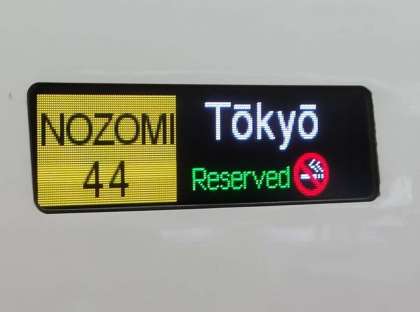 NOZOMI
44
Tōkyō
Reserved